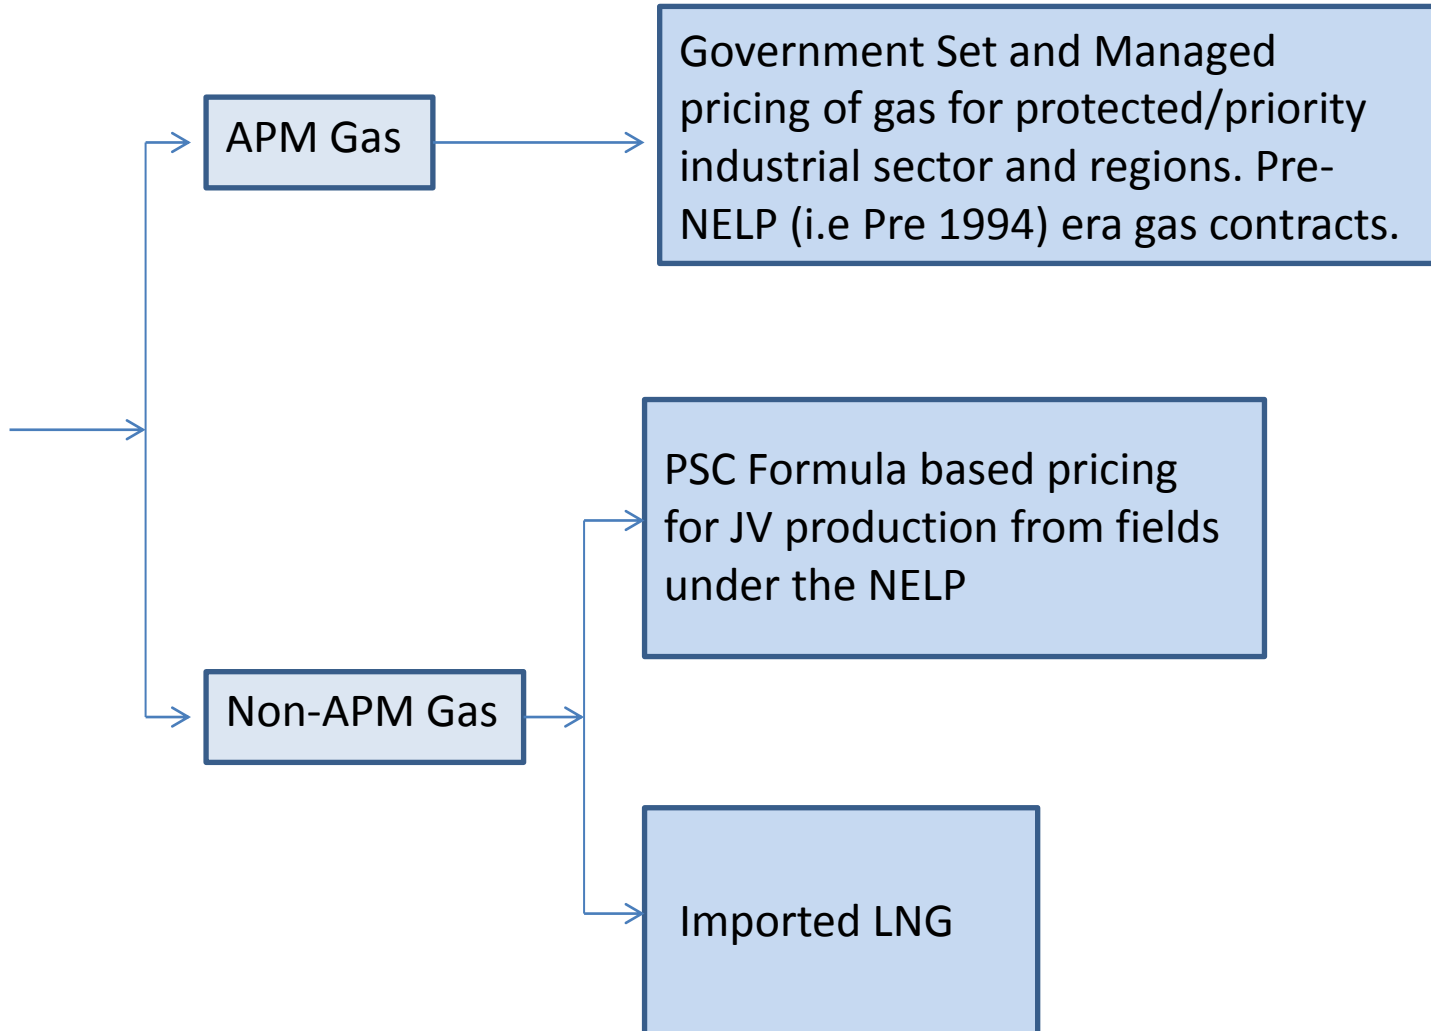 APM Gas
Government Set and Managed
pricing of gas for protected/priority
industrial sector and regions. Pre-
NELP (i.e Pre 1994) era gas contracts.
Non-APM Gas
PSC Formula based pricing
for JV production from fields
under the NELP
Imported LNG